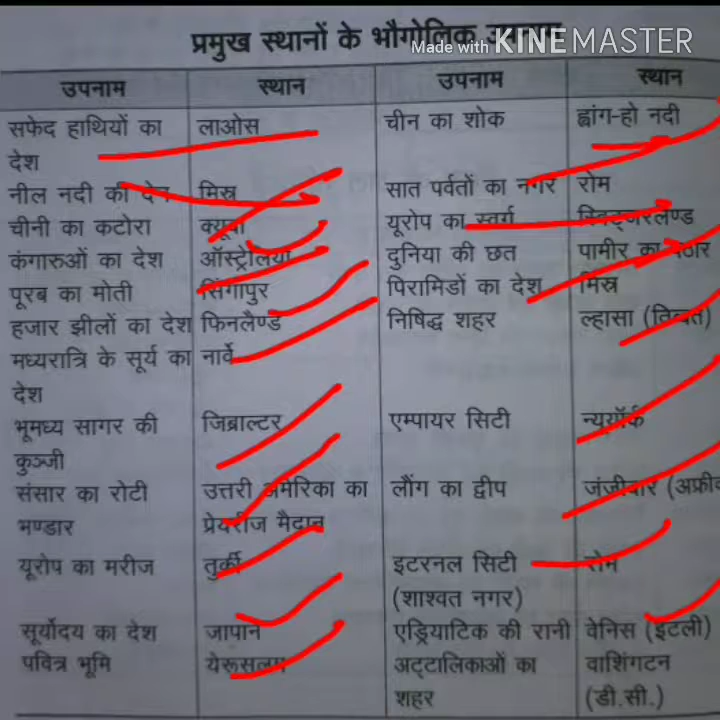 प्रमुख स्थानों के भौगोलिक
Made with KINEMASTER
उपनाम स्थान उपनाम स्थान
सफेद हाथियों का लाओस चीन का शोक ह्वांग-हो नदी
देश
नील नदी की देन मिस्र सात पर्वतों का नगर रोम
चीनी का कटोरा क्यूबा यूरोप का स्वर्ग स्विट्जरलैण्ड
कंगारुओं का देश ऑस्ट्रेलिया दुनिया की छत पामीर का पठार
पूरब का मोती सिंगापुर पिरामिडों का देश मिस्र
हजार झीलों का देश फिनलैण्ड निषिद्ध शहर ल्हासा (तिब्बत)
मध्यरात्रि के सूर्य का नार्वे
देश
भूमध्य सागर की जिब्राल्टर एम्पायर सिटी न्यूयॉर्क
कुञ्जी
संसार का रोटी उत्तरी अमेरिका का लौंग का द्वीप जंजीबार
भण्डार प्रेयरीज मैदान
यूरोप का मरीज तुर्की इटरनल सिटी रोम
(शाश्वत नगर)
सूर्योदय का देश जापान एड्रियाटिक की रानी वेनिस (इटली)
पवित्र भूमि येरूसलम अट्टालिकाओं का वाशिंगटन
शहर (डी.सी.)